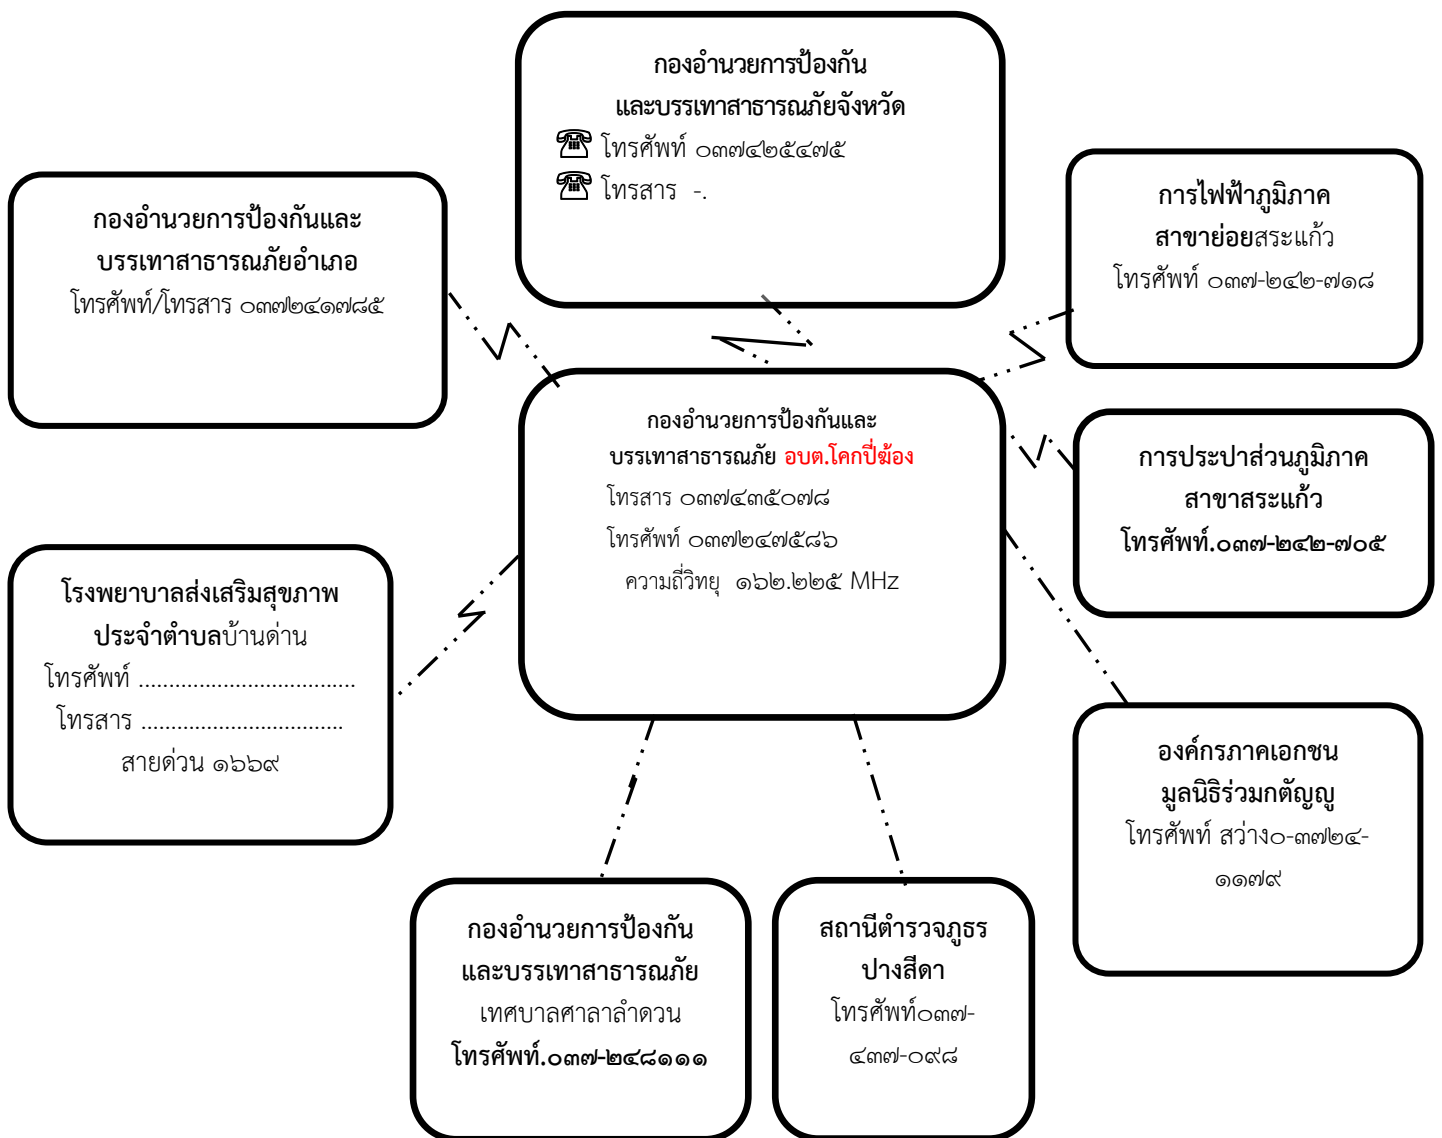 กองอำนวยการป้องกัน
และบรรเทาสาธารณภัยจังหวัด
โทรศัพท์ ๐๓๗๔๒๕๔๗๕
โทรสาร -.
กองอำนวยการป้องกันและ
บรรเทาสาธารณภัยอำเภอ
โทรศัพท์/โทรสาร ๐๓๗๒๔๑๗๘๕
การไฟฟ้าภูมิภาค
สาขาย่อยสระแก้ว
โทรศัพท์ ๐๓๗-๒๔๒-๗๑๘
กองอำนวยการป้องกันและ
บรรเทาสาธารณภัย อบต.โคกปี่ฆ้อง
โทรสาร ๐๓๗๔๓๕๐๗๘
โทรศัพท์ ๐๓๗๒๔๗๕๘๖
ความถี่วิทยุ ๑๖๒.๒๒๕ MHz
การประปาส่วนภูมิภาค
สาขาสระแก้ว
โทรศัพท์.๐๓๗-๒๔๒-๗๐๕
โรงพยาบาลส่งเสริมสุขภาพ
ประจำตำบลบ้านด่าน
โทรศัพท์ ....................................
โทรสาร ..................................
สายด่วน ๑๖๖๙
องค์กรภาคเอกชน
มูลนิธิร่วมกตัญญู
โทรศัพท์ สว่าง๐-๓๗๒๔-
๑๑๗๙
กองอำนวยการป้องกัน
และบรรเทาสาธารณภัย
เทศบาลศาลาลำดวน
โทรศัพท์.๐๓๗-๒๔๘๑๑๑
สถานีตำรวจภูธร
ปางสีดา
โทรศัพท์๐๓๗-
๔๓๗-๐๙๘